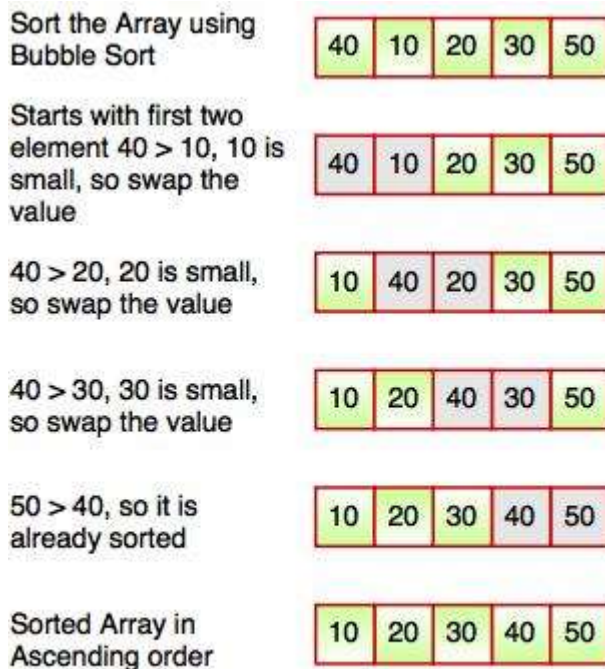 Sort the Array using
Bubble Sort
40 10 20 30 50
Starts with first two
element 40 > 10, 10 is
small, so swap the
value
40 10 20 30 50
40 > 20, 20 is small,
so swap the value
10 40 20 30 50
40 > 30, 30 is small,
so swap the value
10 20 40 30 50
50 > 40, so it is
already sorted
10 20 30 40 50
Sorted Array in
Ascending order
10 20 30 40 50